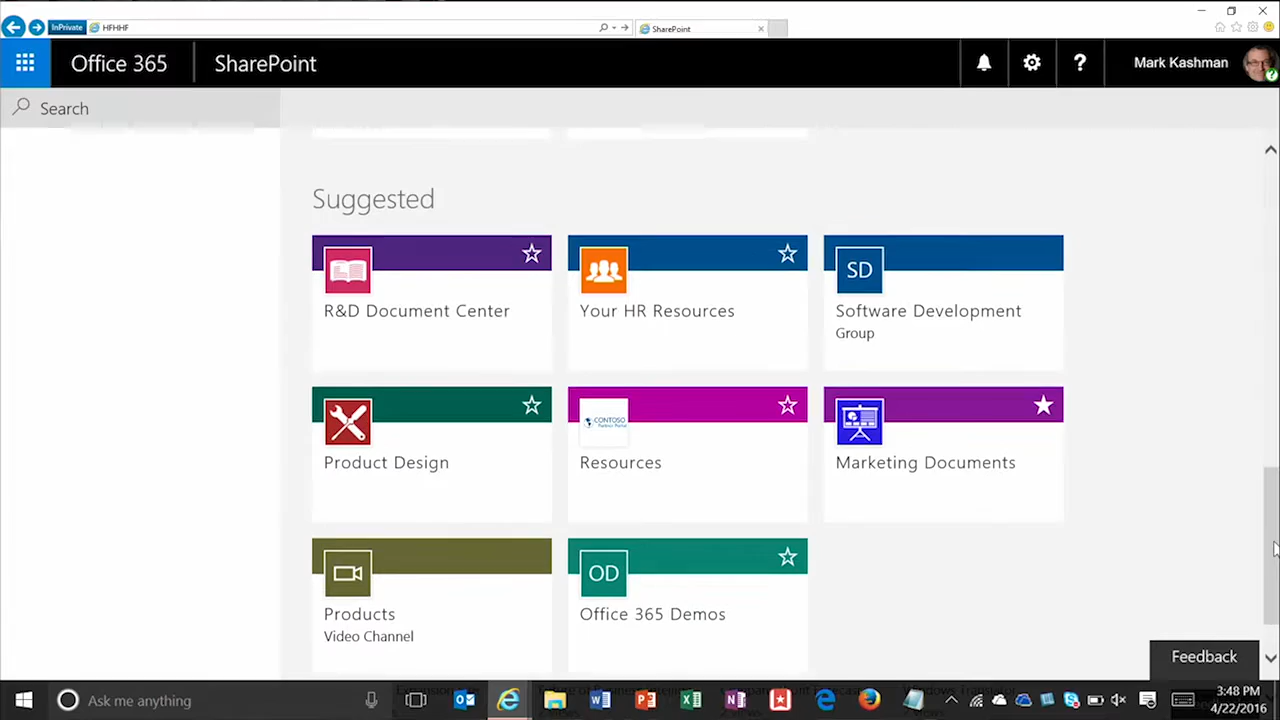 InPrivate
HFHHF
SharePoint
Office 365
SharePoint
?
Mark Kashman
Search
Suggested
R&D Document Center
Your HR Resources
SD
Software Development
Group
Product Design
CONTOSO
Resources
Marketing Documents
Products
Video Channel
OD
Office 365 Demos
Feedback
Ask me anything
3:48 PM
4/22/2016